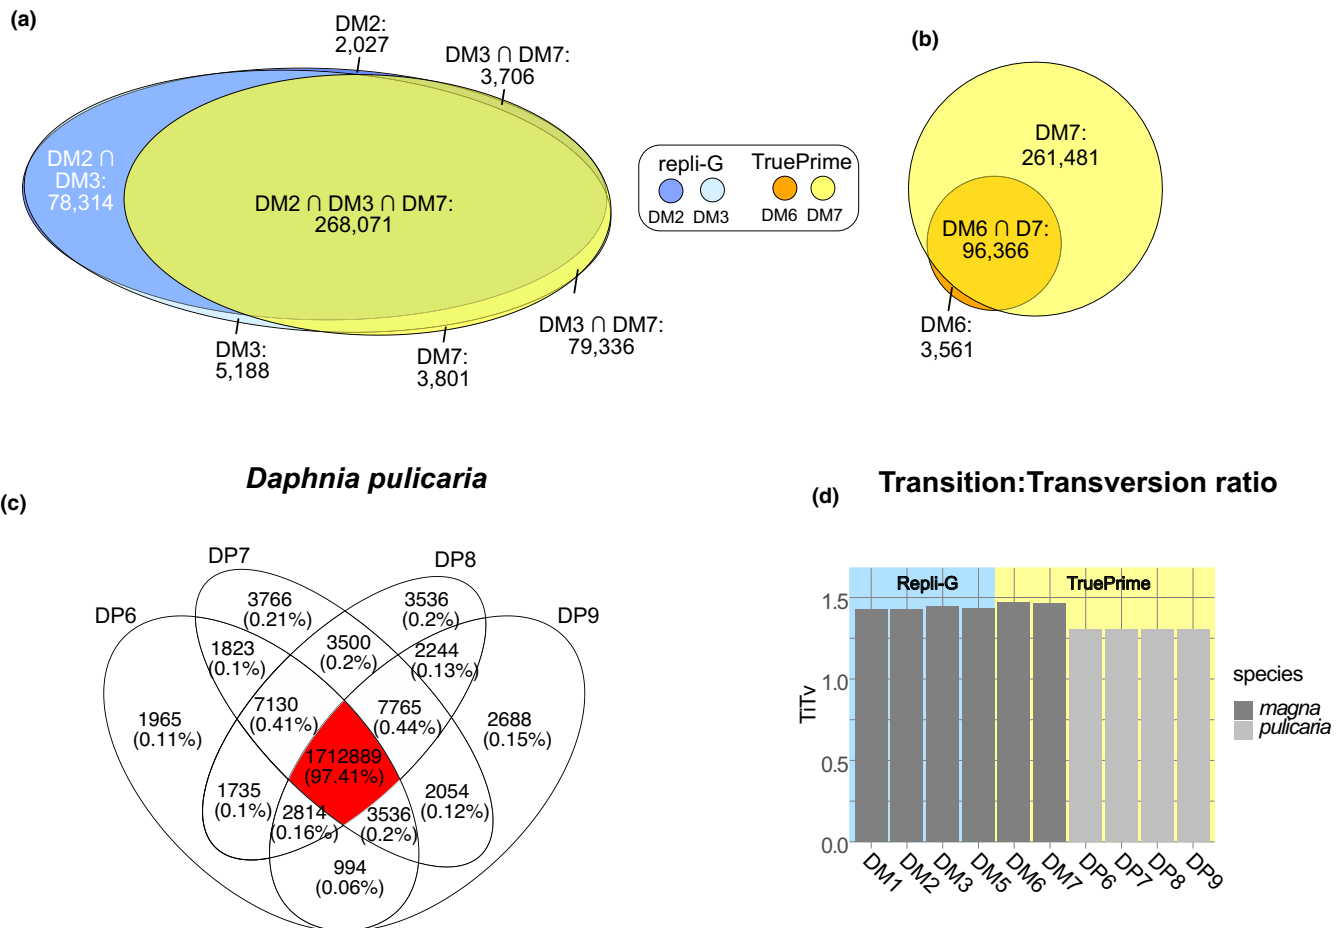 (a)
DM2:
2,027
DM3 ∩ DM7:
3,706
DM2 ∩
DM3:
78,314
DM2 ∩ DM3 ∩ DM7:
268,071
DM3:
5,188
DM7:
3,801
DM3 ∩ DM7:
79,336
repli-G TruePrime
DM2 DM3 DM6 DM7
(b)
DM7:
261,481
DM6 ∩ D7:
96,366
DM6:
3,561
(c)
Daphnia pulicaria
DP6
DP7
DP8
DP9
3766
(0.21%)
3536
(0.2%)
1823
(0.1%)
3500
(0.2%)
2244
(0.13%)
1965
(0.11%)
7130
(0.41%)
7765
(0.44%)
2688
(0.15%)
1712889
(97.41%)
1735
(0.1%)
2814
(0.16%)
3536
(0.2%)
2054
(0.12%)
994
(0.06%)
(d)
Transition:Transversion ratio
Repli-G TruePrime
TiTv
1.5
1.0
0.5
0.0
DM1 DM2 DM3 DM5 DM6 DM7 DP6 DP7 DP8 DP9
species
magna
pulicaria